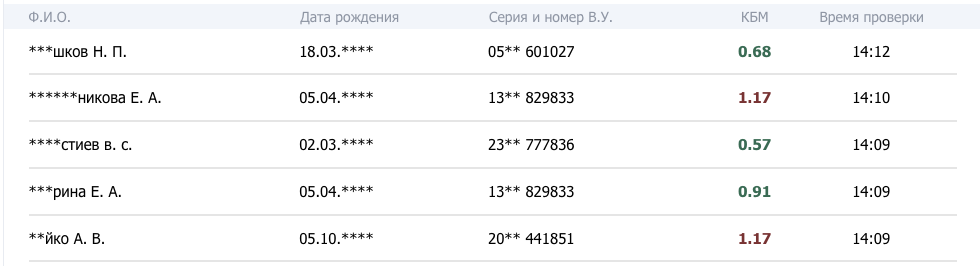 Ф.И.О. Дата рождения Серия и номер В.У. КБМ Время проверки
***шков Н. П. 18.03.**** 05** 601027 0.68 14:12
******никова Е. А. 05.04.**** 13** 829833 1.17 14:10
****стиев в. с. 02.03.**** 23** 777836 0.57 14:09
***рина Е. А. 05.04.**** 13** 829833 0.91 14:09
**йко А. В. 05.10.**** 20** 441851 1.17 14:09